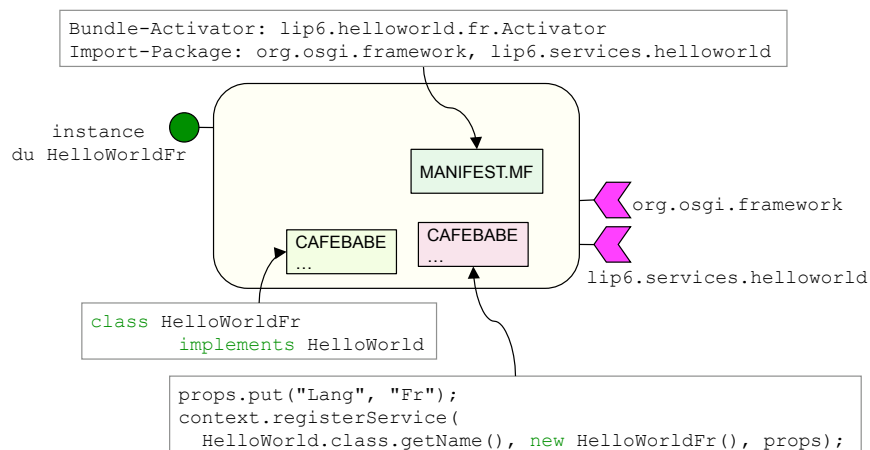 Bundle-Activator: lip6.helloworld.fr.Activator
Import-Package: org.osgi.framework, lip6.services.helloworld
instance
du HelloWorldFr
MANIFEST.MF
org.osgi.framework
CAFEBABE
…
CAFEBABE
…
lip6.services.helloworld
class HelloWorldFr
implements HelloWorld
props.put("Lang", "Fr");
context.registerService(
HelloWorld.class.getName(), new HelloWorldFr(), props);